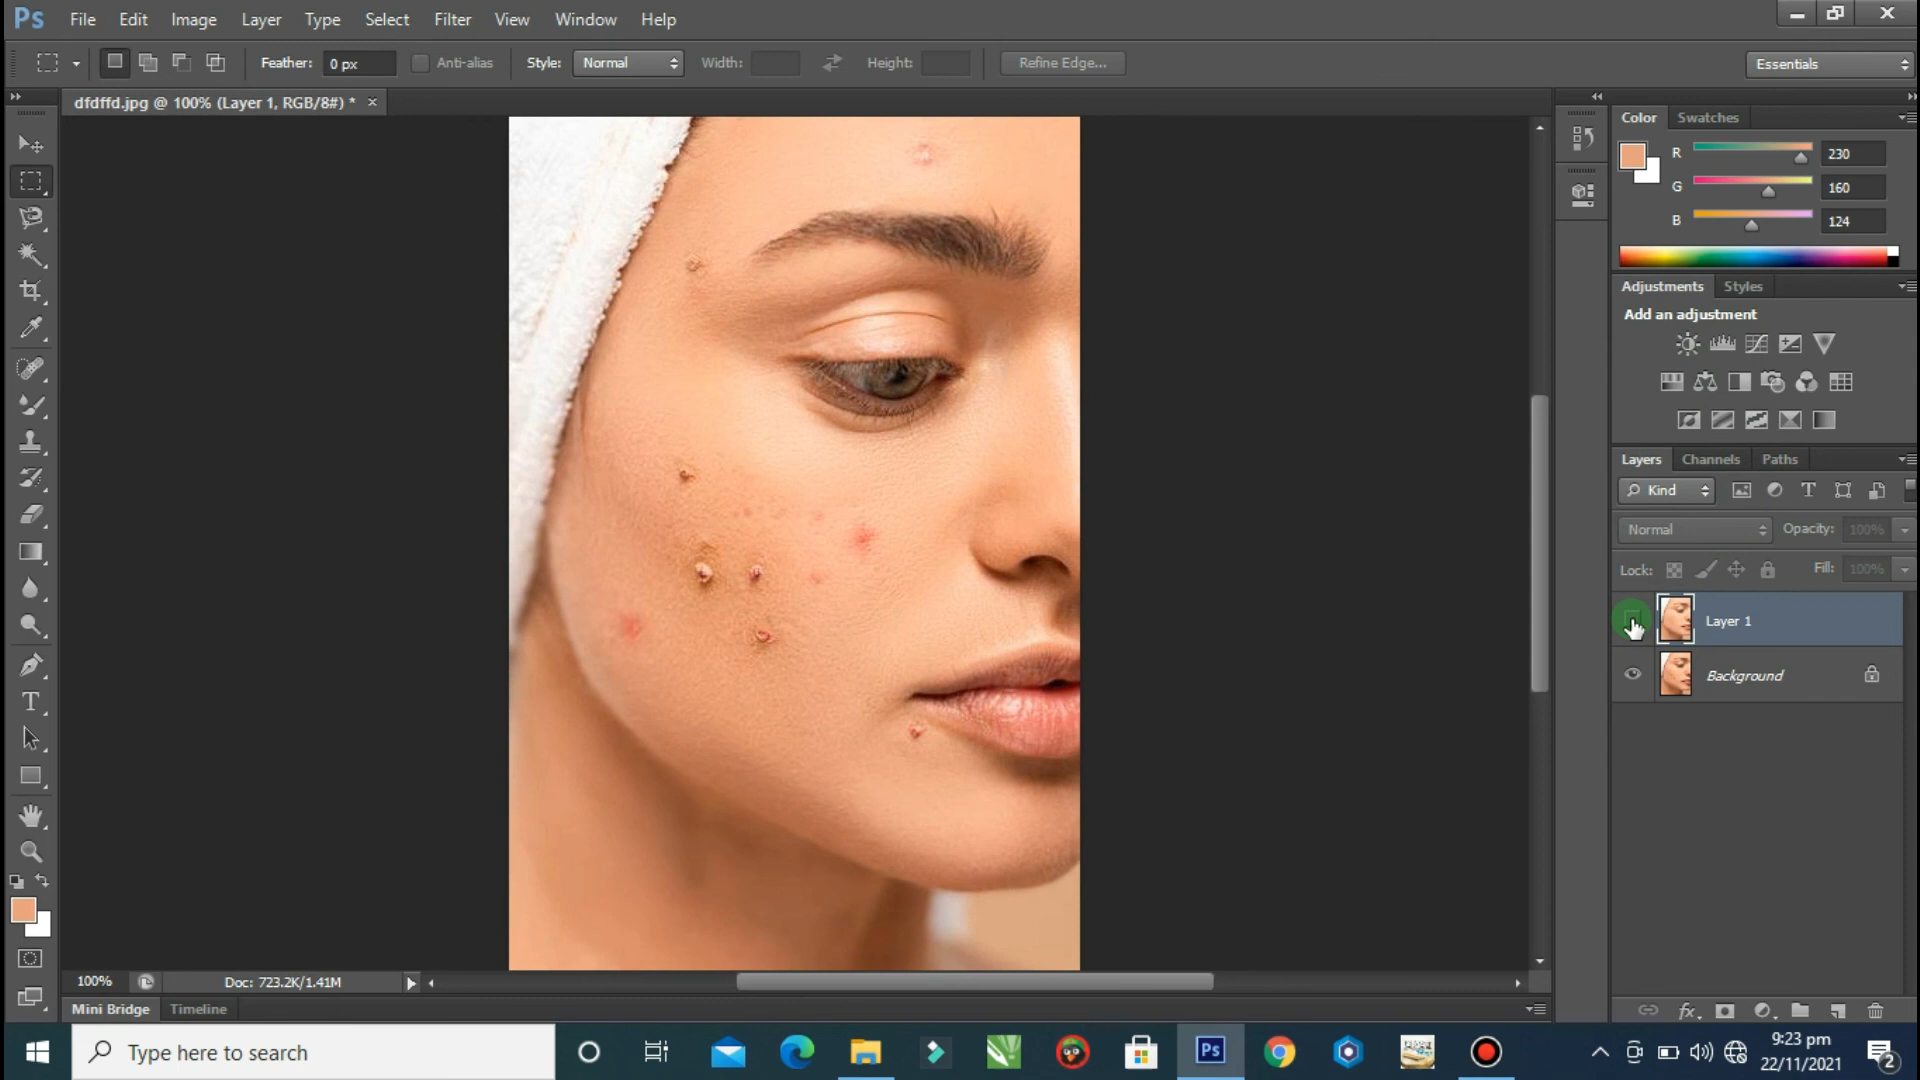 Ps File Edit Image Layer Type Select Filter View Window Help
Feather: 0 px Anti-alias Style: Normal Width: Height: Refine Edge... Essentials
dfdffd.jpg @ 100% (Layer 1, RGB/8#) * ×
Color Swatches
R 230
G 160
B 124
Adjustments Styles
Add an adjustment
Layers Channels Paths
Kind
Normal Opacity: 100%
Lock: Fill: 100%
Layer 1
Background
100% Doc: 723.2K/1.41M
Mini Bridge Timeline
fx
Type here to search
Ps
9:23 pm
22/11/2021
2